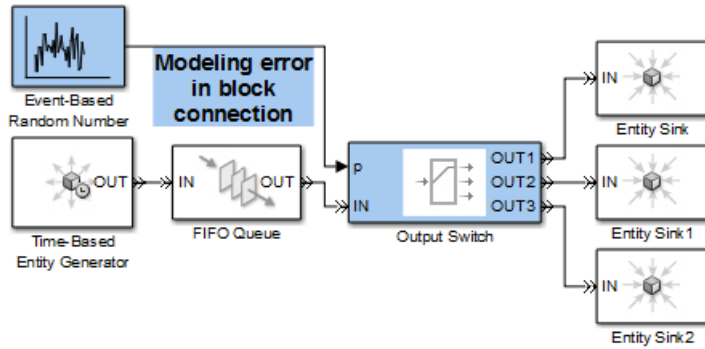 Modeling error
in block
connection
Event-Based
Random Number
OUT
Time-Based
Entity Generator
IN
OUT
FIFO Queue
p
IN
OUT1
OUT2
OUT3
Output Switch
IN
Entity Sink
IN
Entity Sink1
IN
Entity Sink2